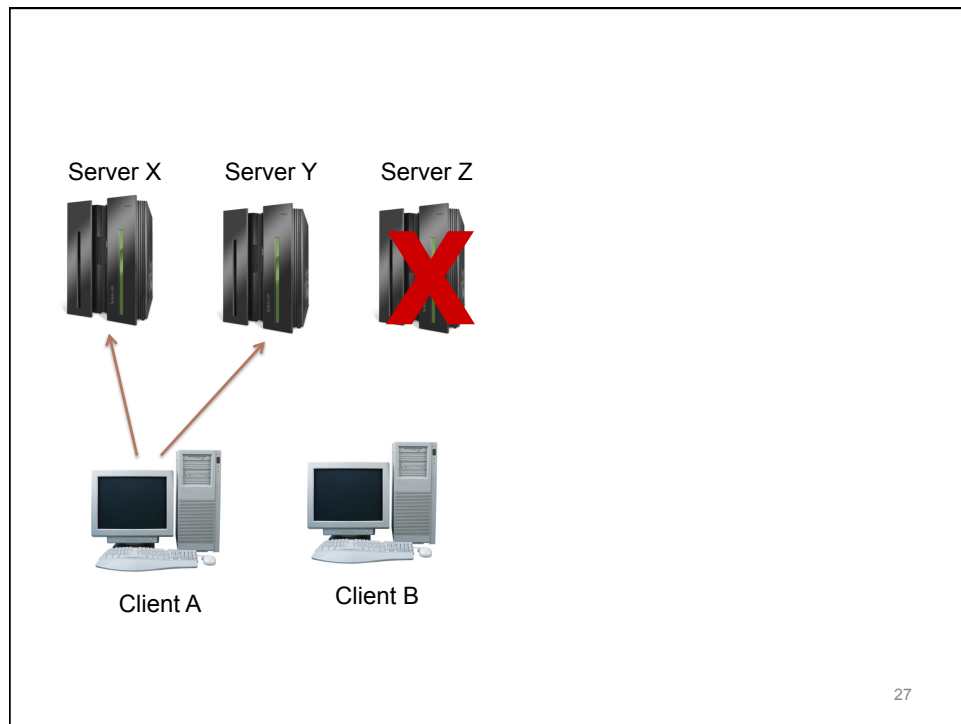 Server X
Server Y
Server Z
X
Client A
Client B
27